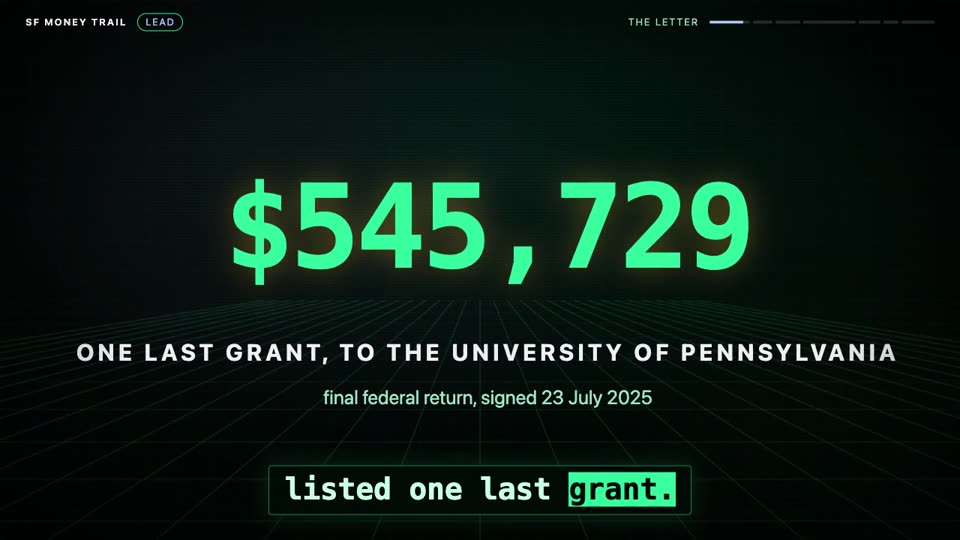 SF MONEY TRAIL LEAD THE LETTER
$545,729
ONE LAST GRANT, TO THE UNIVERSITY OF PENNSYLVANIA
final federal return, signed 23 July 2025
listed one last grant.